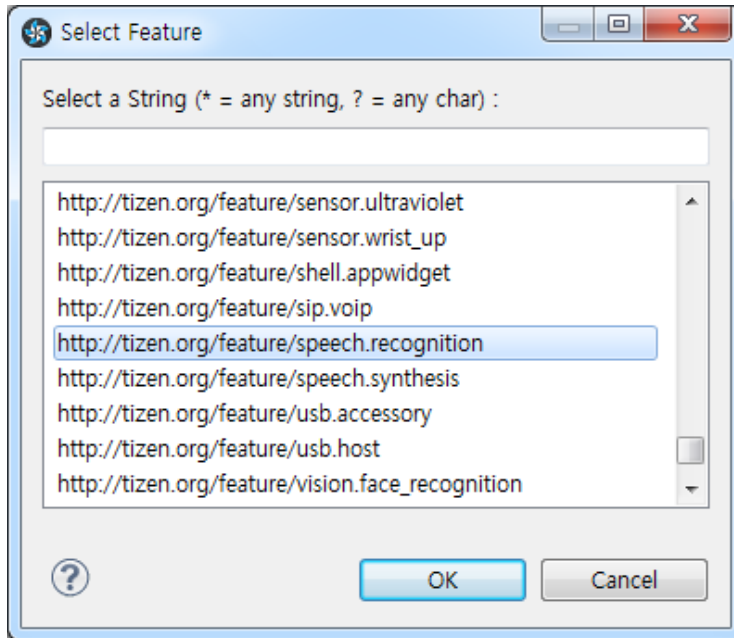 Select Feature
Select a String (* = any string, ? = any char) :
http://tizen.org/feature/sensor.ultraviolet
http://tizen.org/feature/sensor.wrist_up
http://tizen.org/feature/shell.appwidget
http://tizen.org/feature/sip.voip
http://tizen.org/feature/speech.recognition
http://tizen.org/feature/speech.synthesis
http://tizen.org/feature/usb.accessory
http://tizen.org/feature/usb.host
http://tizen.org/feature/vision.face_recognition
OK Cancel